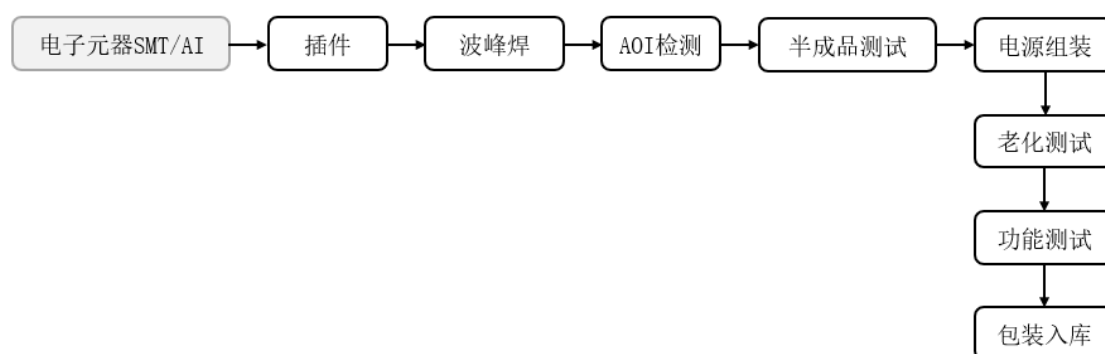 电子元器SMT/AI
插件
波峰焊
AOI检测
半成品测试
电源组装
老化测试
功能测试
包装入库